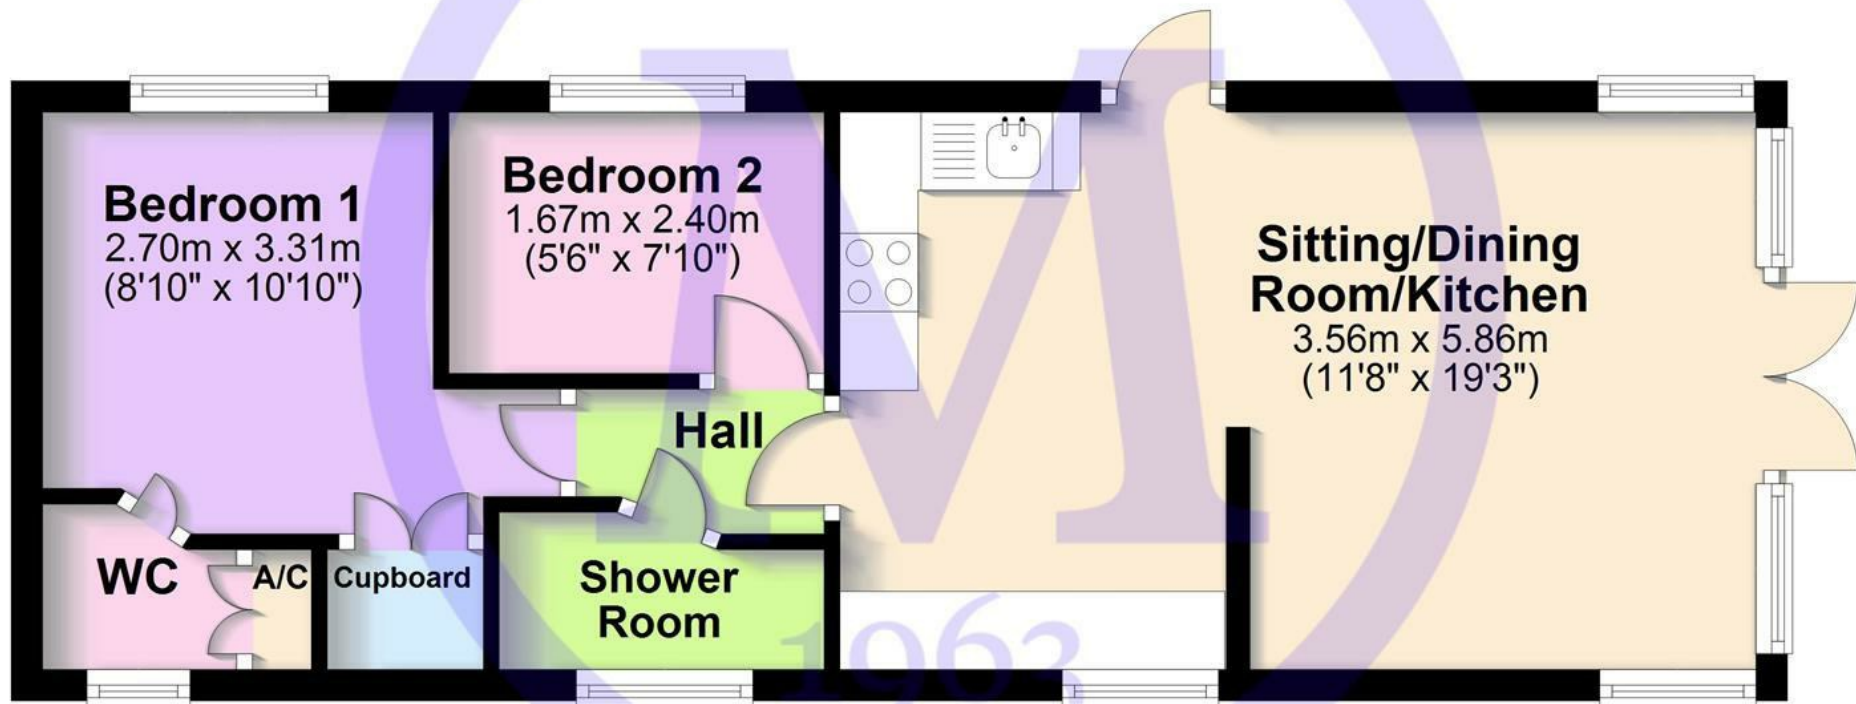 Bedroom 1
2.70m x 3.31m
(8'10" x 10'10")
Bedroom 2
1.67m x 2.40m
(5'6" x 7'10")
Sitting/Dining
Room/Kitchen
3.56m x 5.86m
(11'8" x 19'3")
Hall
WC
A/C
Cupboard
Shower
Room
M
1963